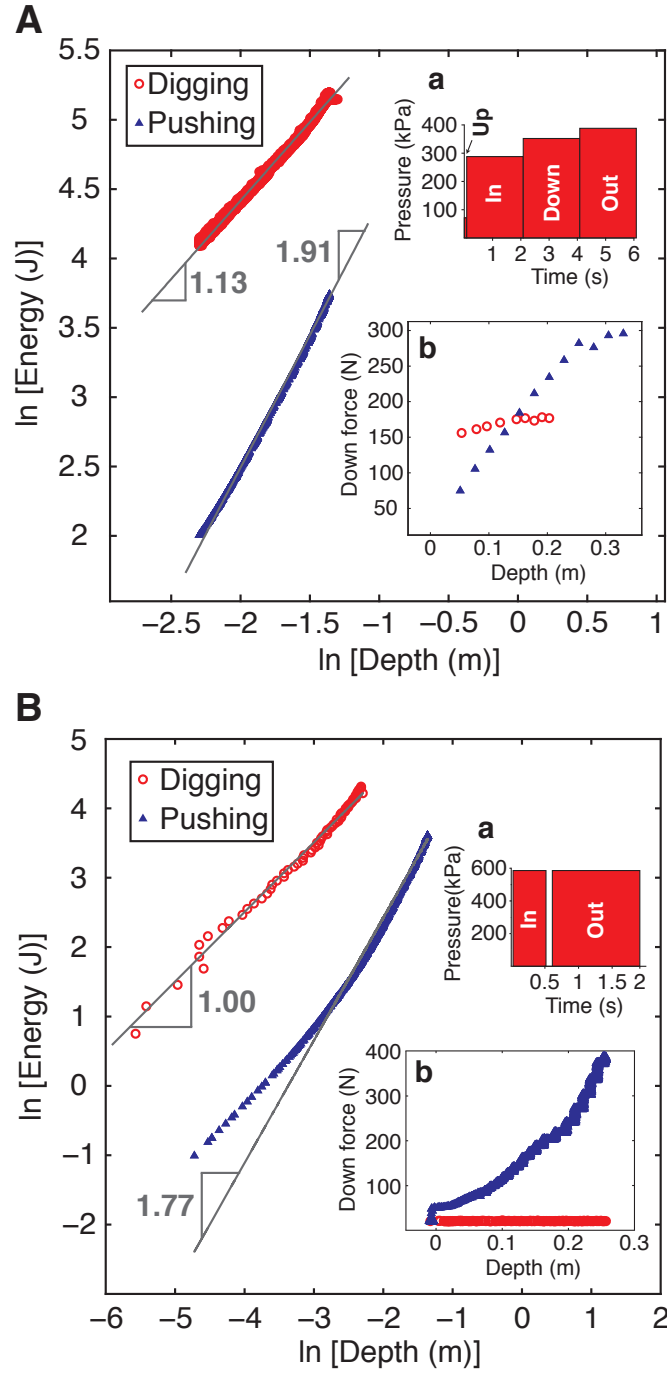 A
5.5
5
4.5
4
3.5
3
2.5
2
ln [Energy (J)]
Digging
Pushing
1.13
1.91
a
400
300
200
100
Pressure (kPa)
Up
In
Down
Out
1 2 3 4 5 6
Time (s)
b
300
250
200
150
100
50
Down force (N)
0 0.1 0.2 0.3
Depth (m)
−2.5 −2 −1.5 −1 −0.5 0 0.5 1
ln [Depth (m)]
B
5
4
3
2
1
0
−1
−2
ln [Energy (J)]
Digging
Pushing
1.00
1.77
a
600
400
200
Pressure(kPa)
In
Out
0.5 1 1.5 2
Time (s)
b
400
300
200
100
Down force (N)
0 0.1 0.2 0.3
Depth (m)
−6 −5 −4 −3 −2 −1 0 1 2
ln [Depth (m)]